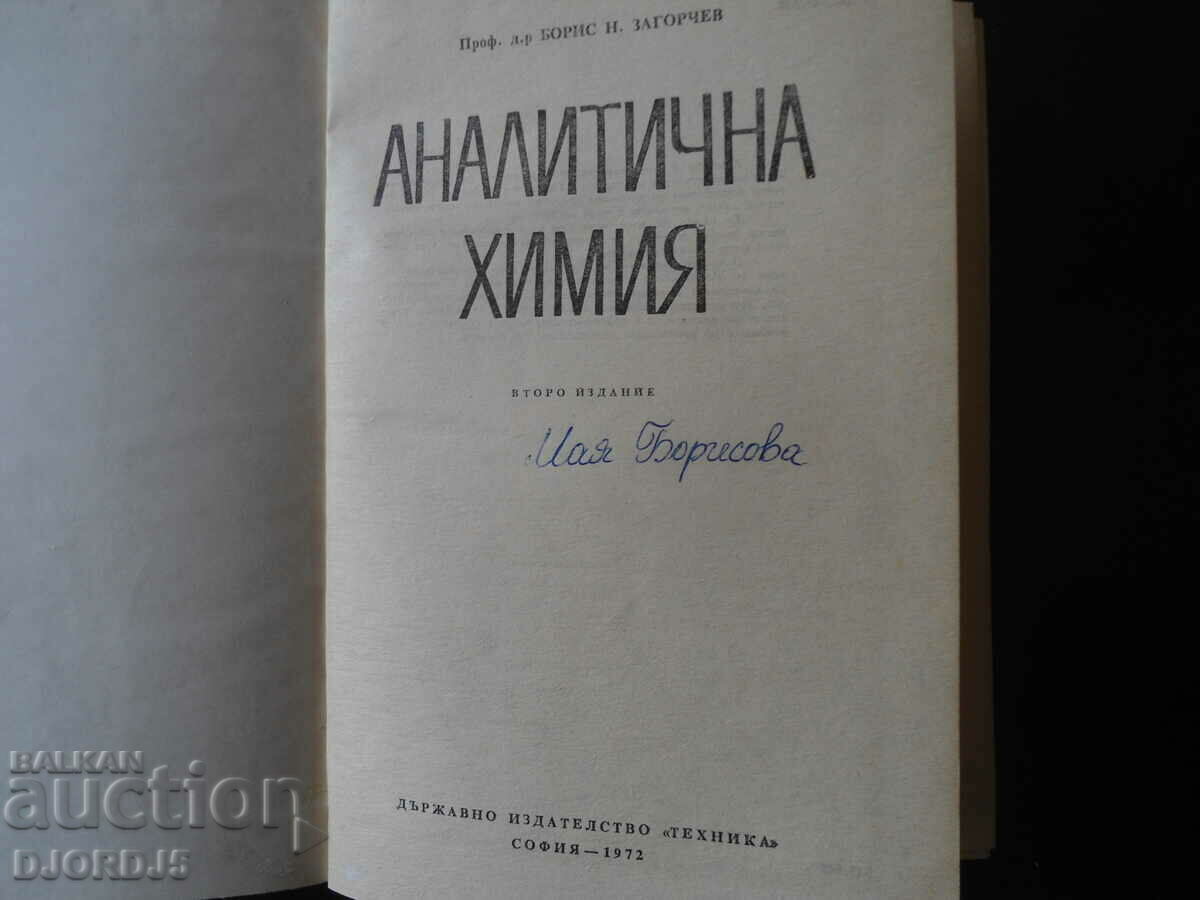 Проф. д.р БОРИС Н. ЗАГОРЧЕВ
АНАЛИТИЧНА
ХИМИЯ
ВТОРО ИЗДАНИЕ
Мая Борисова
ДЪРЖАВНО ИЗДАТЕЛСТВО «ТЕХНИКА»
СОФИЯ—1972
BALKAN
auction
DJORDJ5